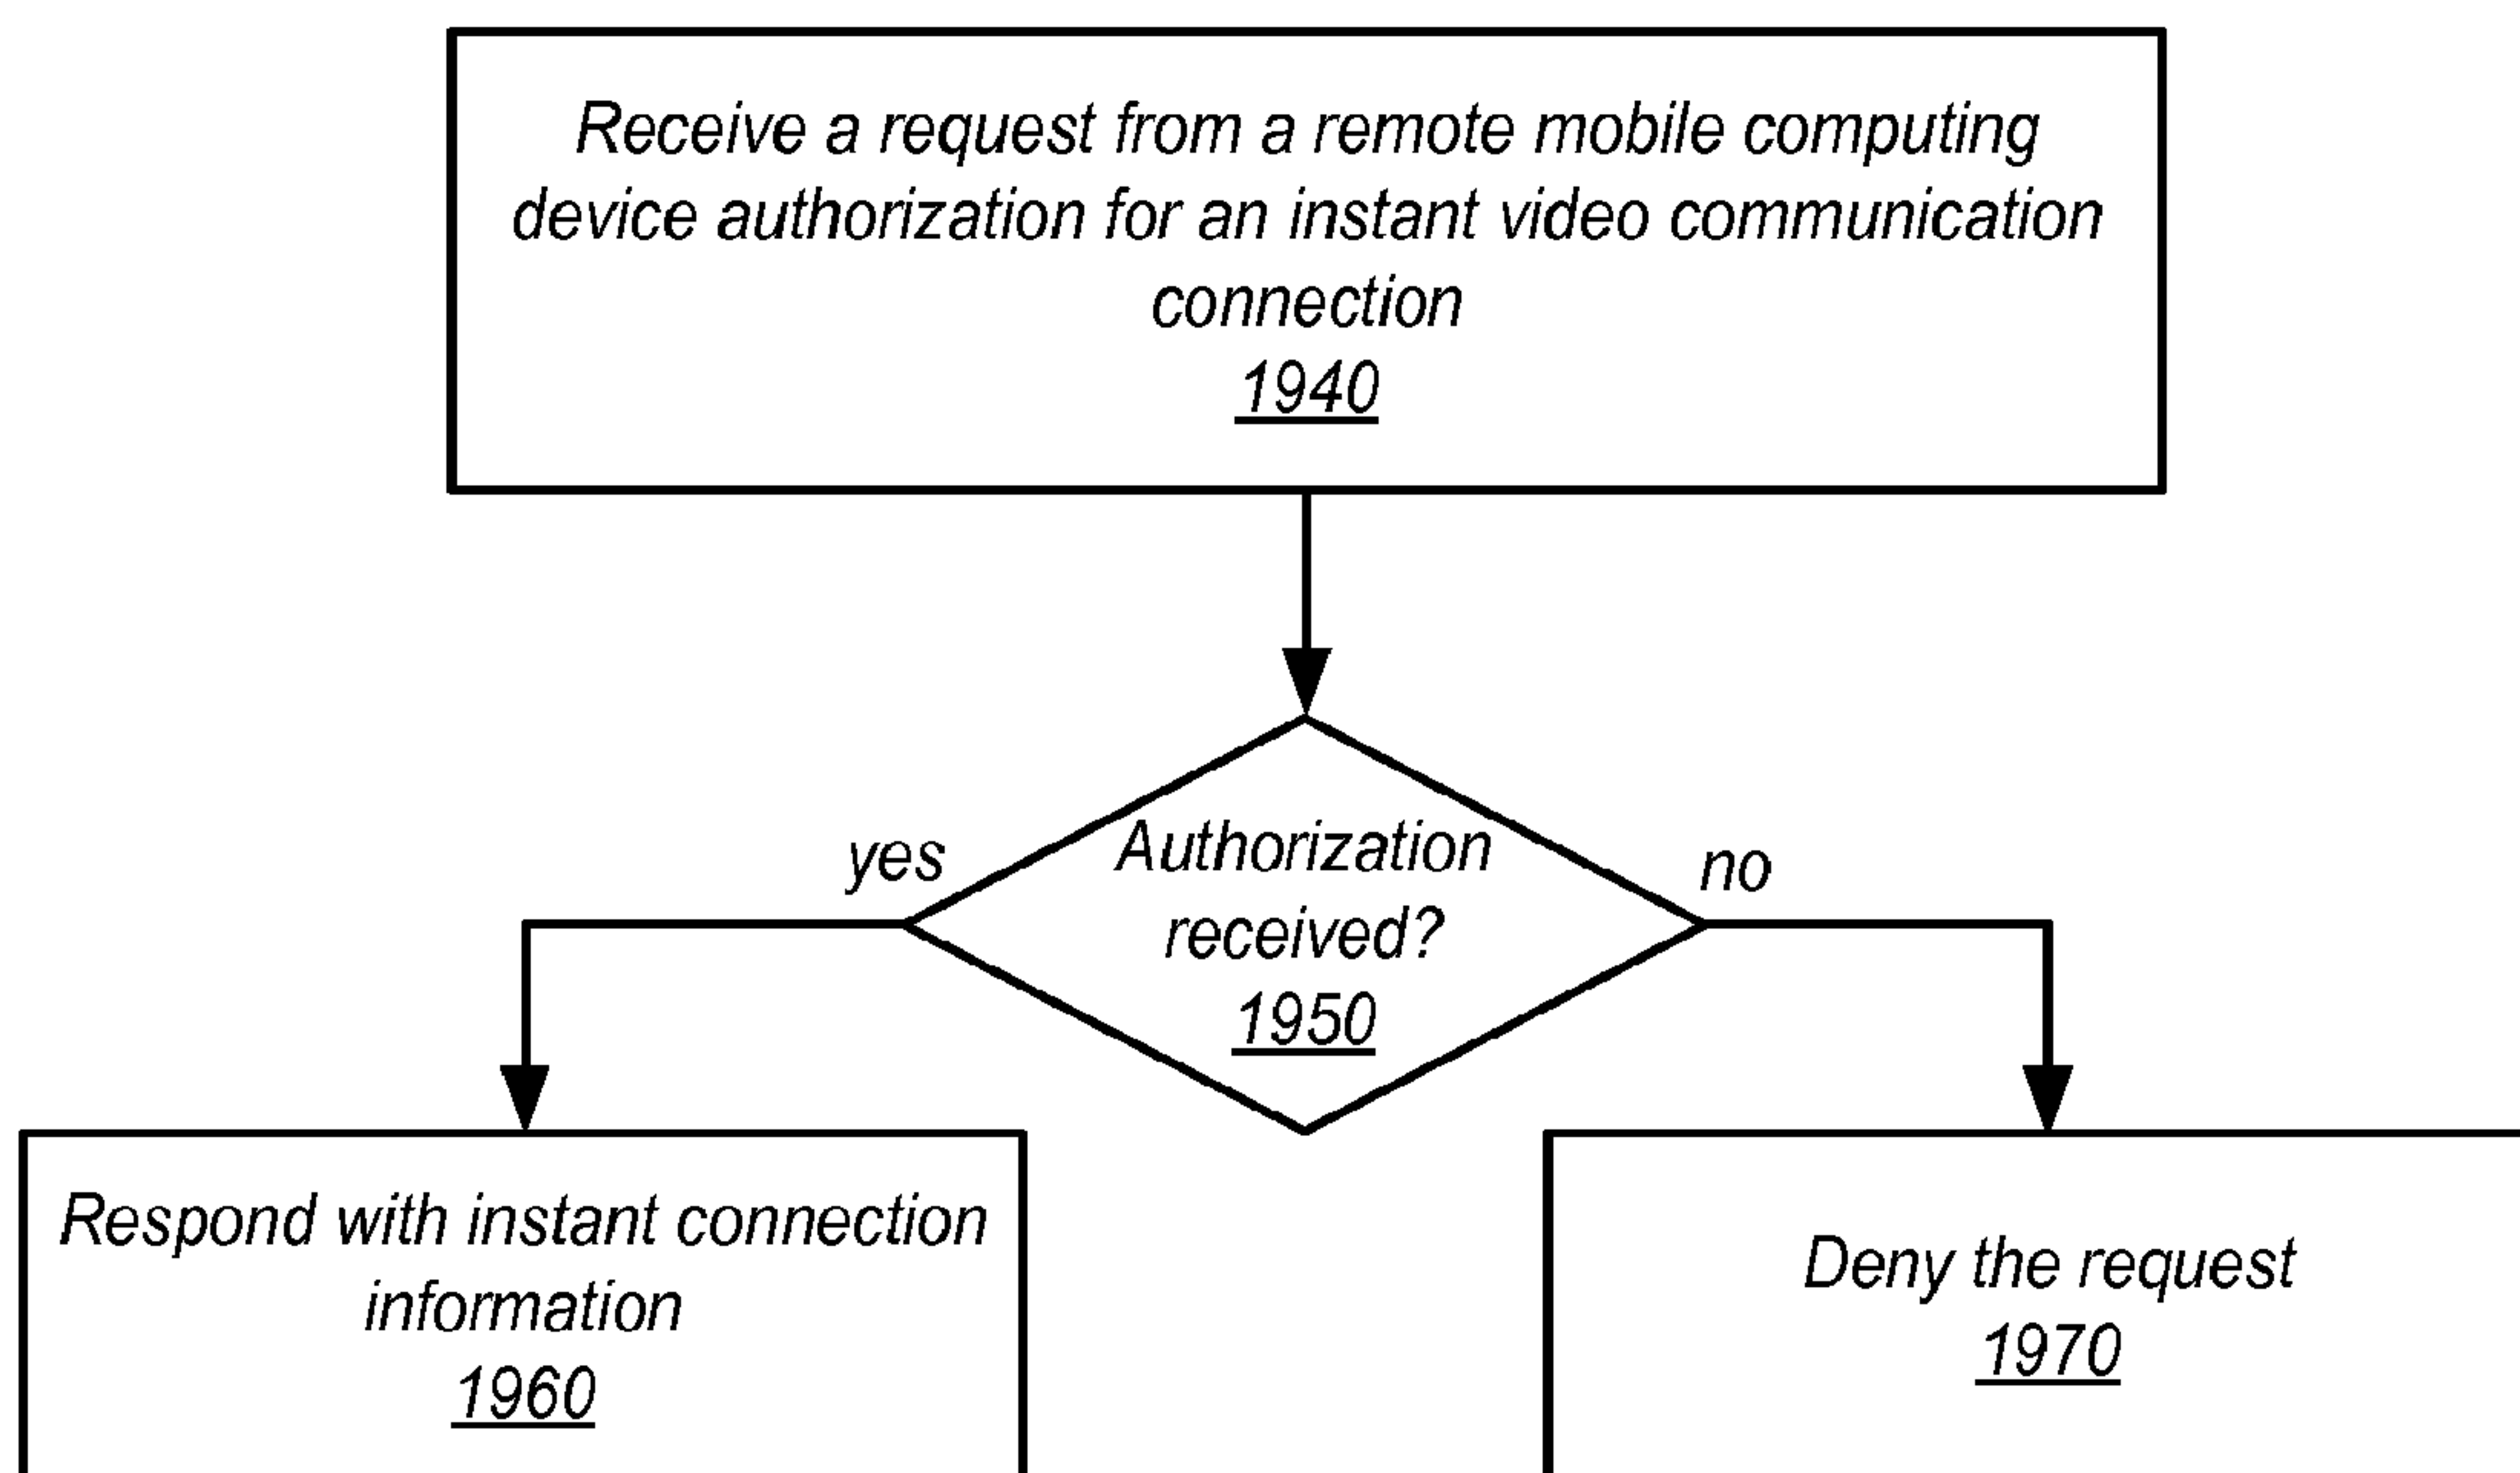 Receive a request from a remote mobile computing
device authorization for an instant video communication
connection
1940
yes
Authorization
received?
1950
no
Respond with instant connection
information
1960
Deny the request
1970